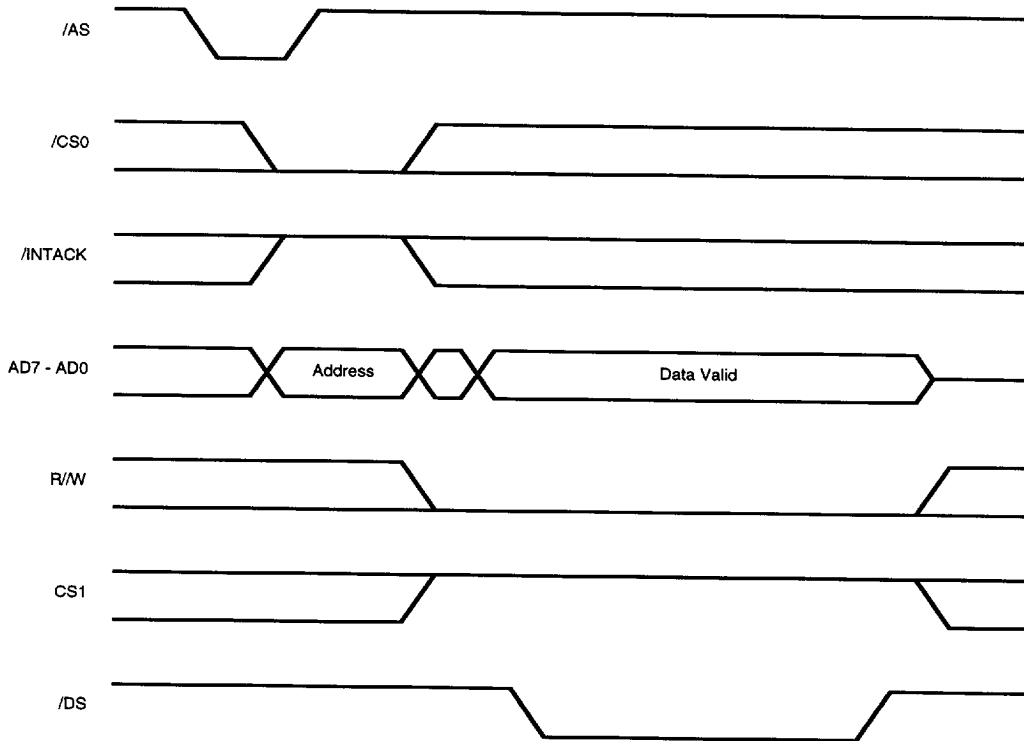 /AS
/CS0
/INTACK
AD7 - AD0
Address
Data Valid
R//W
CS1
/DS